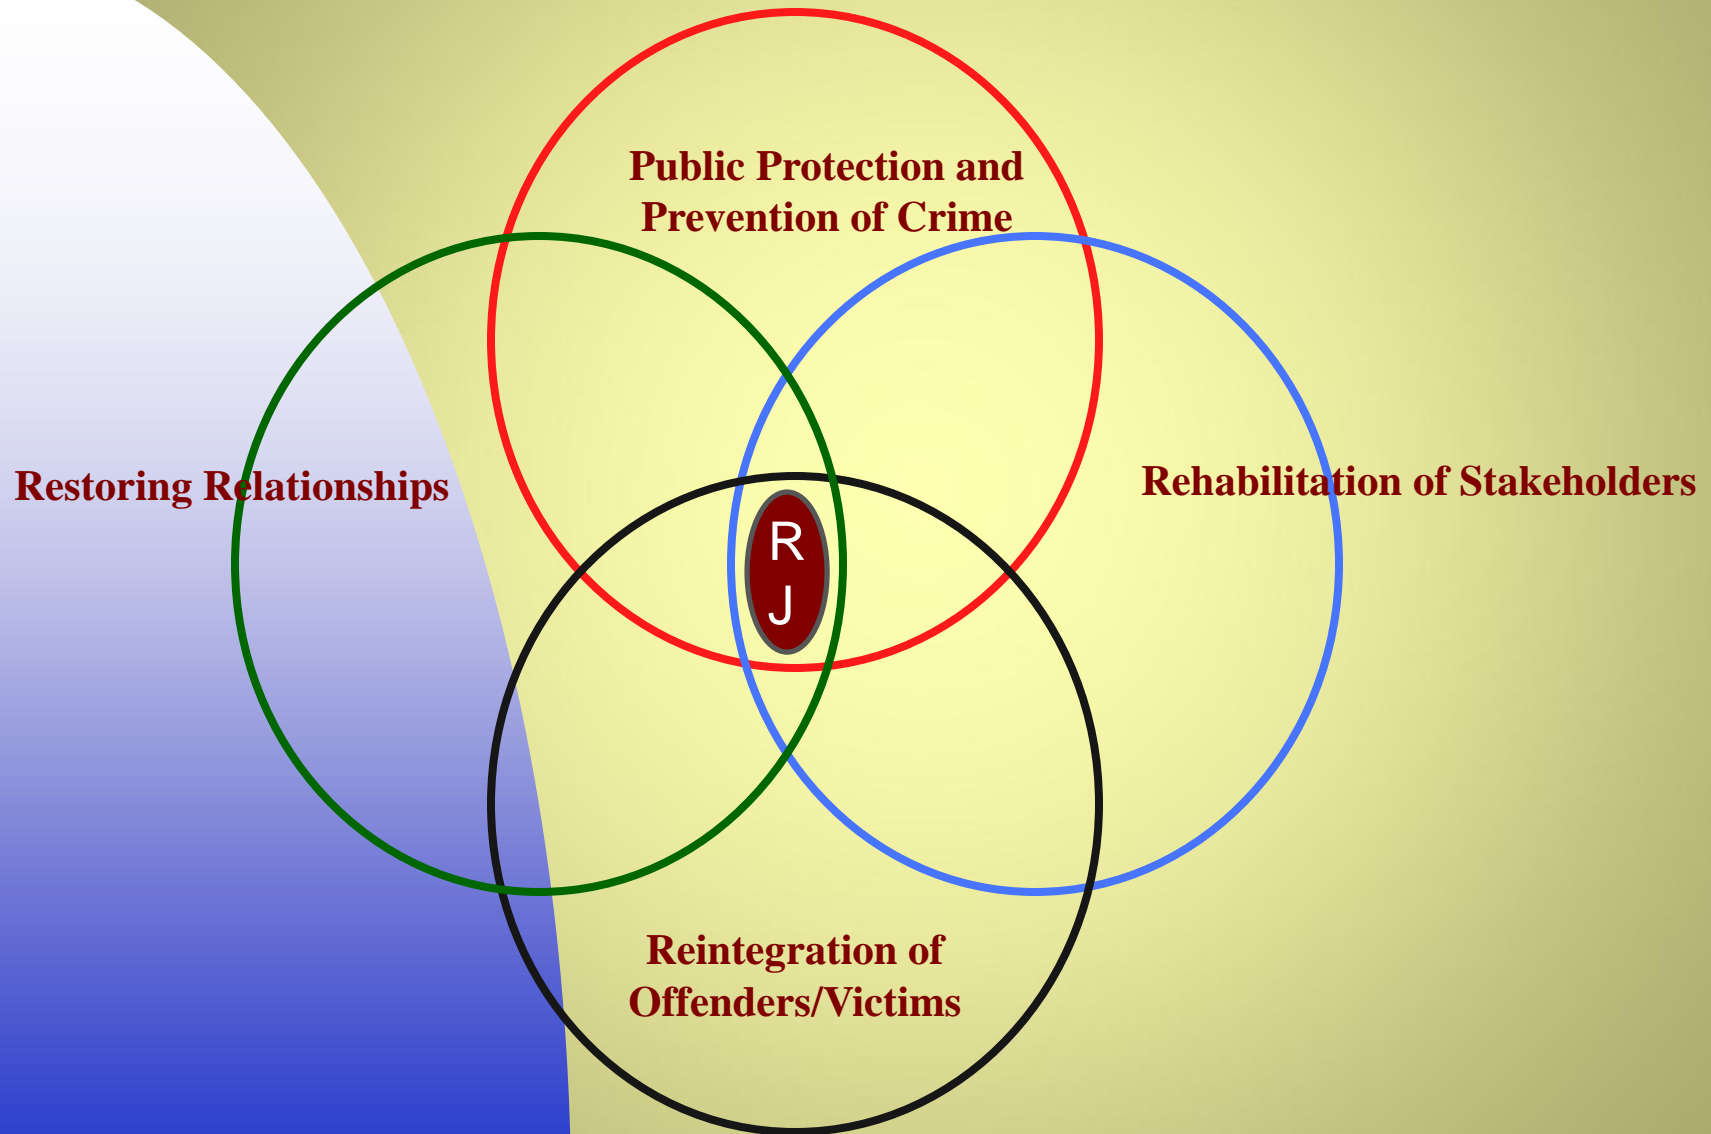 Public Protection and
Prevention of Crime
Restoring Relationships
Rehabilitation of Stakeholders
R
J
Reintegration of
Offenders/Victims